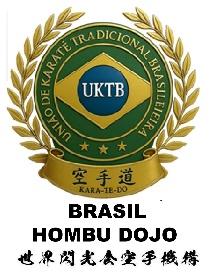 UNIÃO DE KARATÊ TRADICIONAL BRASILEIRA
UKTB
空手道
KARA-TE-DO
BRASIL
HOMBU DOJO
世界閃光会空手機構